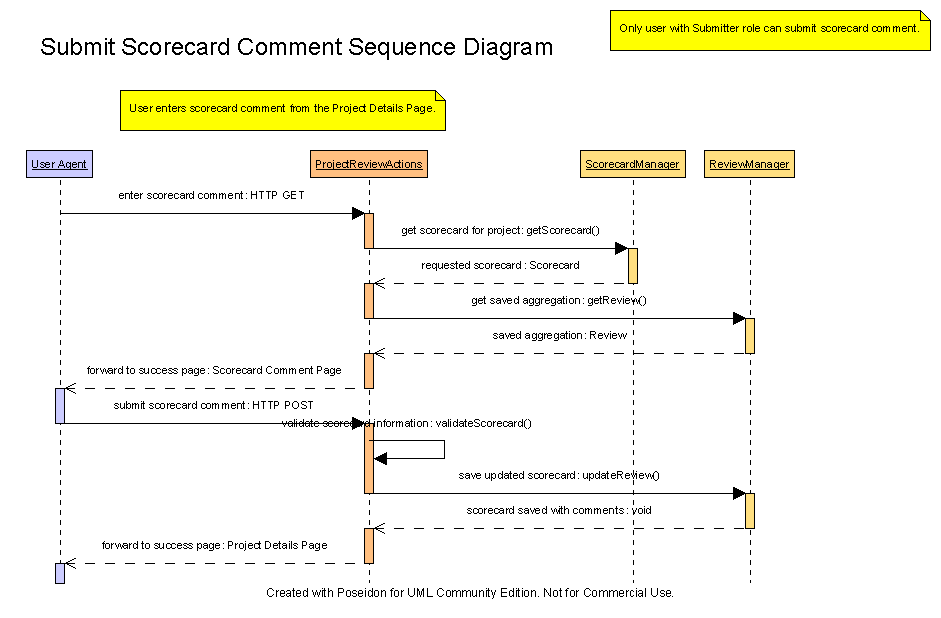 Only user with Submitter role can submit scorecard comment.
Submit Scorecard Comment Sequence Diagram
User enters scorecard comment from the Project Details Page.
User Agent
ProjectReviewActions
ScorecardManager
ReviewManager
enter scorecard comment: HTTP GET
get scorecard for project: getScorecard()
requested scorecard : Scorecard
get saved aggregation: getReview()
saved aggregation: Review
forward to success page: Scorecard Comment Page
submit scorecard comment: HTTP POST
validate scorecard information: validateScorecard()
save updated scorecard: updateReview()
scorecard saved with comments: void
forward to success page: Project Details Page
Created with Poseidon for UML Community Edition. Not for Commercial Use.